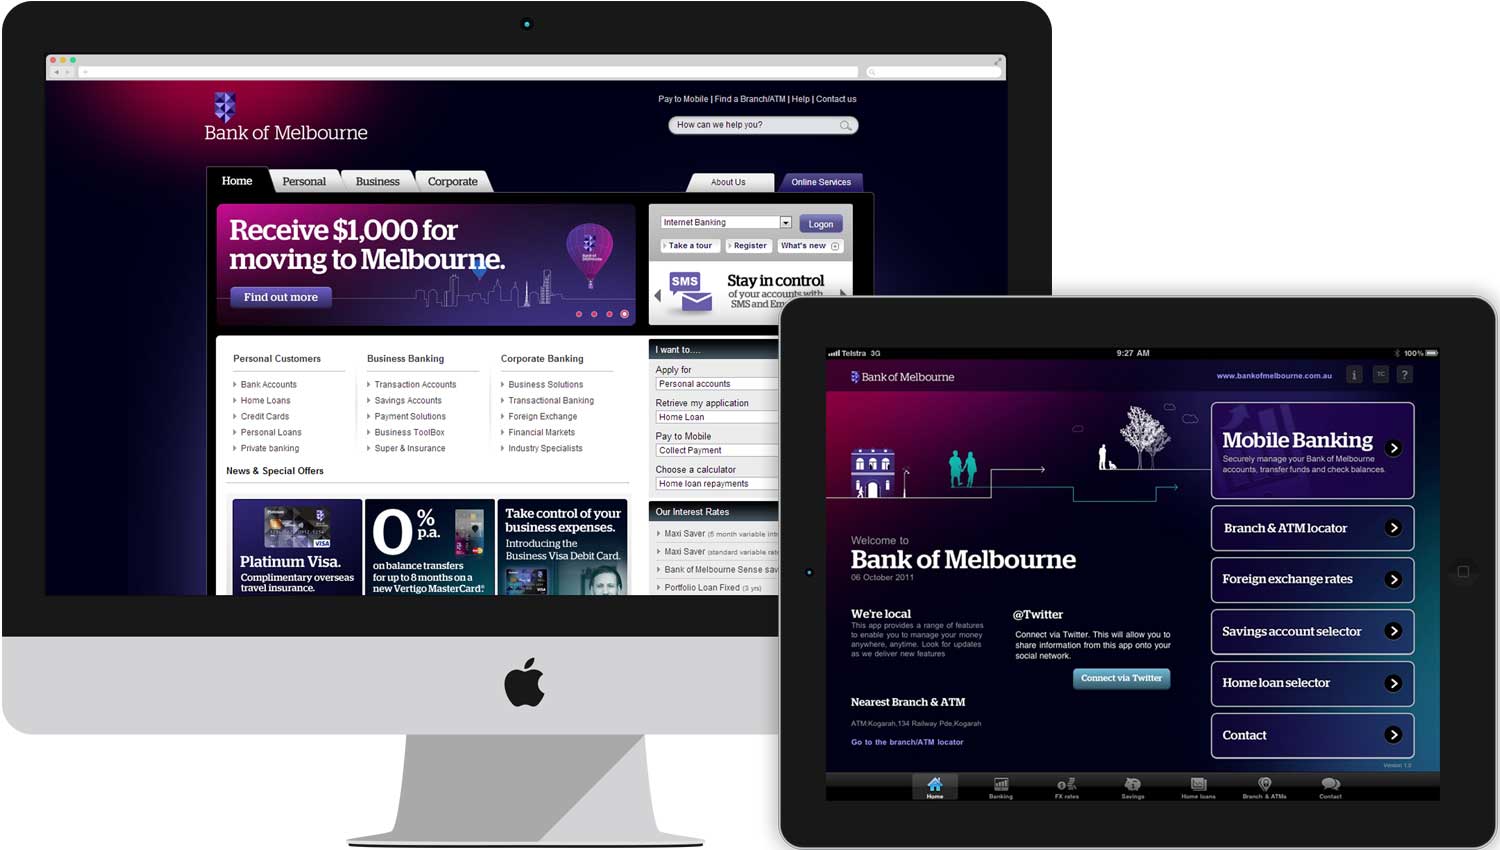 Bank of Melbourne
Pay to Mobile | Find a Branch/ATM | Help | Contact us
How can we help you?
Home
Personal
Business
Corporate
About Us
Online Services
Receive $1,000 for
moving to Melbourne.
Find out more
Bank of
Internet Banking
Logon
Take a tour
Register
What's new
SMS
Stay in control
of your accounts with
SMS and
Personal Customers
Bank Accounts
Home Loans
Credit Cards
Personal Loans
Private banking
Business Banking
Transaction Accounts
Savings Accounts
Payment Solutions
Business ToolBox
Super & Insurance
Corporate Banking
Business Solutions
Transactional Banking
Foreign Exchange
Financial Markets
Industry Specialists
I want to....
Apply for
Personal accounts
Retrieve my application
Home Loan
Pay to Mobile
Collect Payment
Choose a calculator
Home loan repayments
News & Special Offers
Platinum
VISA
Platinum Visa.
Complimentary overseas
travel insurance.
0% p.a.
on balance transfers
for up to 8 months on a
new Vertigo MasterCard®
Take control of your
business expenses.
Introducing the
Business Visa Debit Card.
Our Interest Rates
Maxi Saver (5 month variable
Maxi Saver (standard variable
Bank of Melbourne Sense
Portfolio Loan Fixed (3 yrs)
Telstra 3G
9:27 AM
100%
Bank of Melbourne
www.bankofmelbourne.com.au
i
TC
?
Welcome to
Bank of Melbourne
06 October 2011
We're local
This app provides a range of features
to enable you to manage your money
anywhere, anytime. Look for updates
as we deliver new features
@Twitter
Connect via Twitter. This will allow you to
share information from this app onto your
social network.
Connect via Twitter
Nearest Branch & ATM
ATM:Kogarah,134 Railway Pde,Kogarah
Go to the branch/ATM locator
Mobile Banking
Securely manage your Bank of Melbourne
accounts, transfer funds and check balances.
Branch & ATM locator
Foreign exchange rates
Savings account selector
Home loan selector
Contact
Version 1.0
Home
Banking
FX rates
Savings
Home loans
Branch & ATMs
Contact